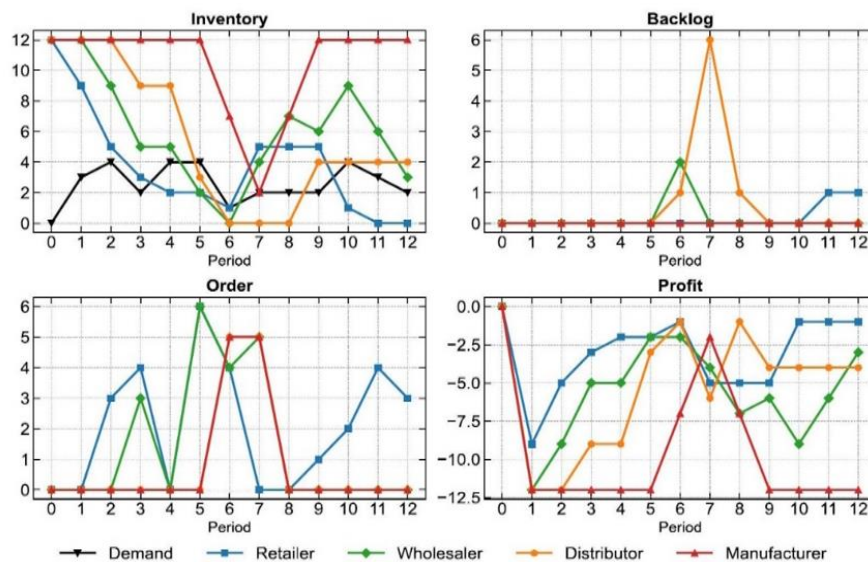 Inventory
12
10
8
6
4
2
0
0 1 2 3 4 5 6 7 8 9 10 11 12
Period
Backlog
6
5
4
3
2
1
0
0 1 2 3 4 5 6 7 8 9 10 11 12
Period
Order
6
5
4
3
2
1
0
0 1 2 3 4 5 6 7 8 9 10 11 12
Period
Profit
0.0
−2.5
−5.0
−7.5
−10.0
−12.5
0 1 2 3 4 5 6 7 8 9 10 11 12
Period
Demand Retailer Wholesaler Distributor Manufacturer